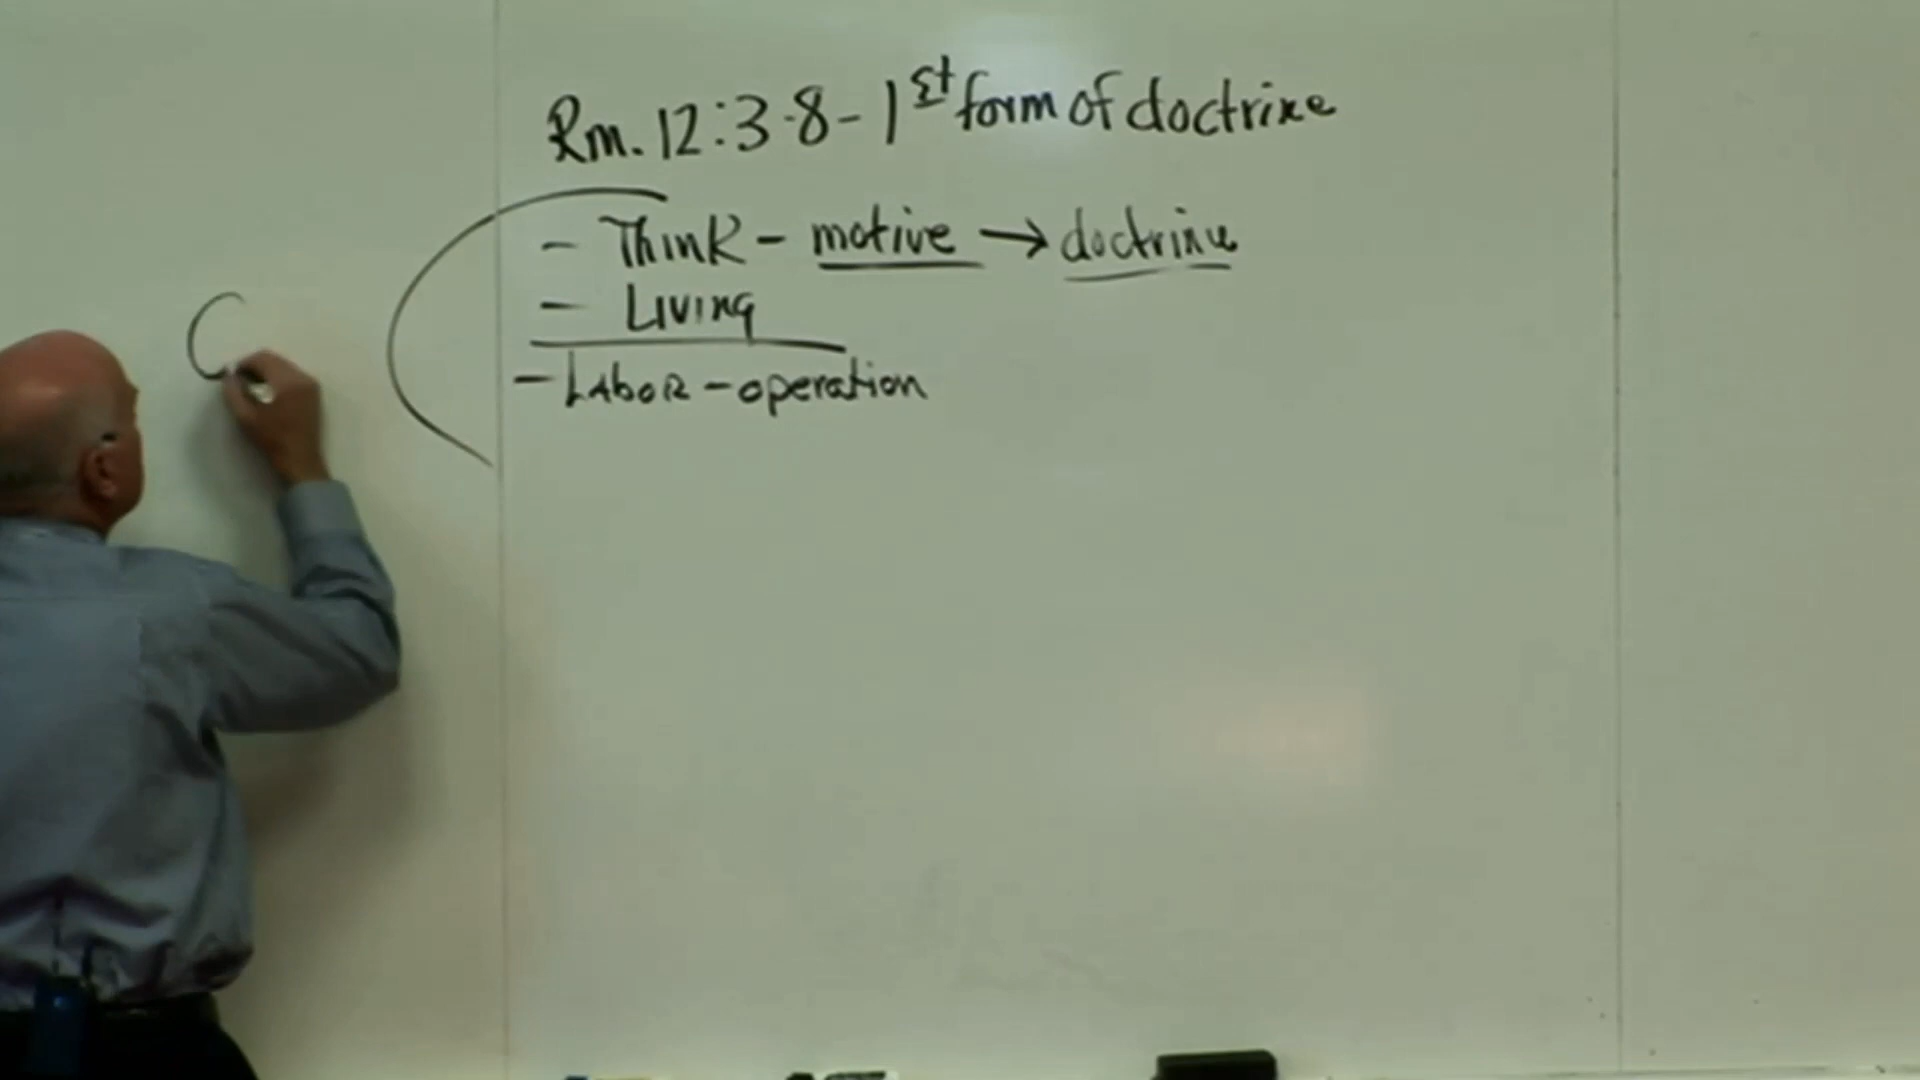 Rm. 12:3-8 - 1st form of doctrine
- Think - motive → doctrine
- Living
- Labor - operation
C